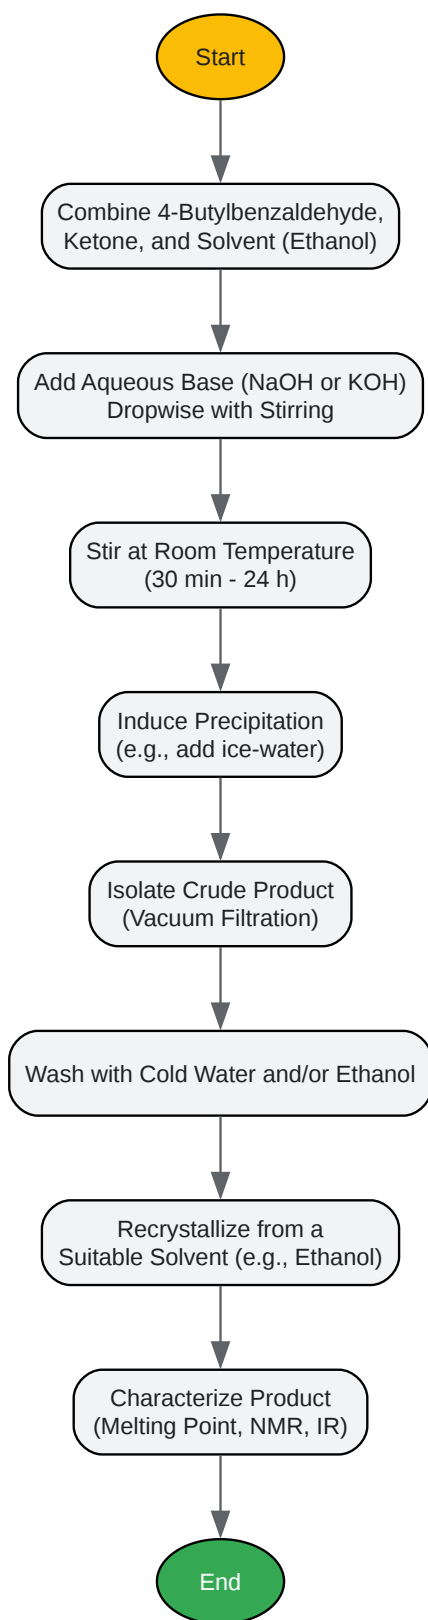 Start
Combine 4-Butylbenzaldehyde,
Ketone, and Solvent (Ethanol)
Add Aqueous Base (NaOH or KOH)
Dropwise with Stirring
Stir at Room Temperature
(30 min - 24 h)
Induce Precipitation
(e.g., add ice-water)
Isolate Crude Product
(Vacuum Filtration)
Wash with Cold Water and/or Ethanol
Recrystallize from a
Suitable Solvent (e.g., Ethanol)
Characterize Product
(Melting Point, NMR, IR)
End